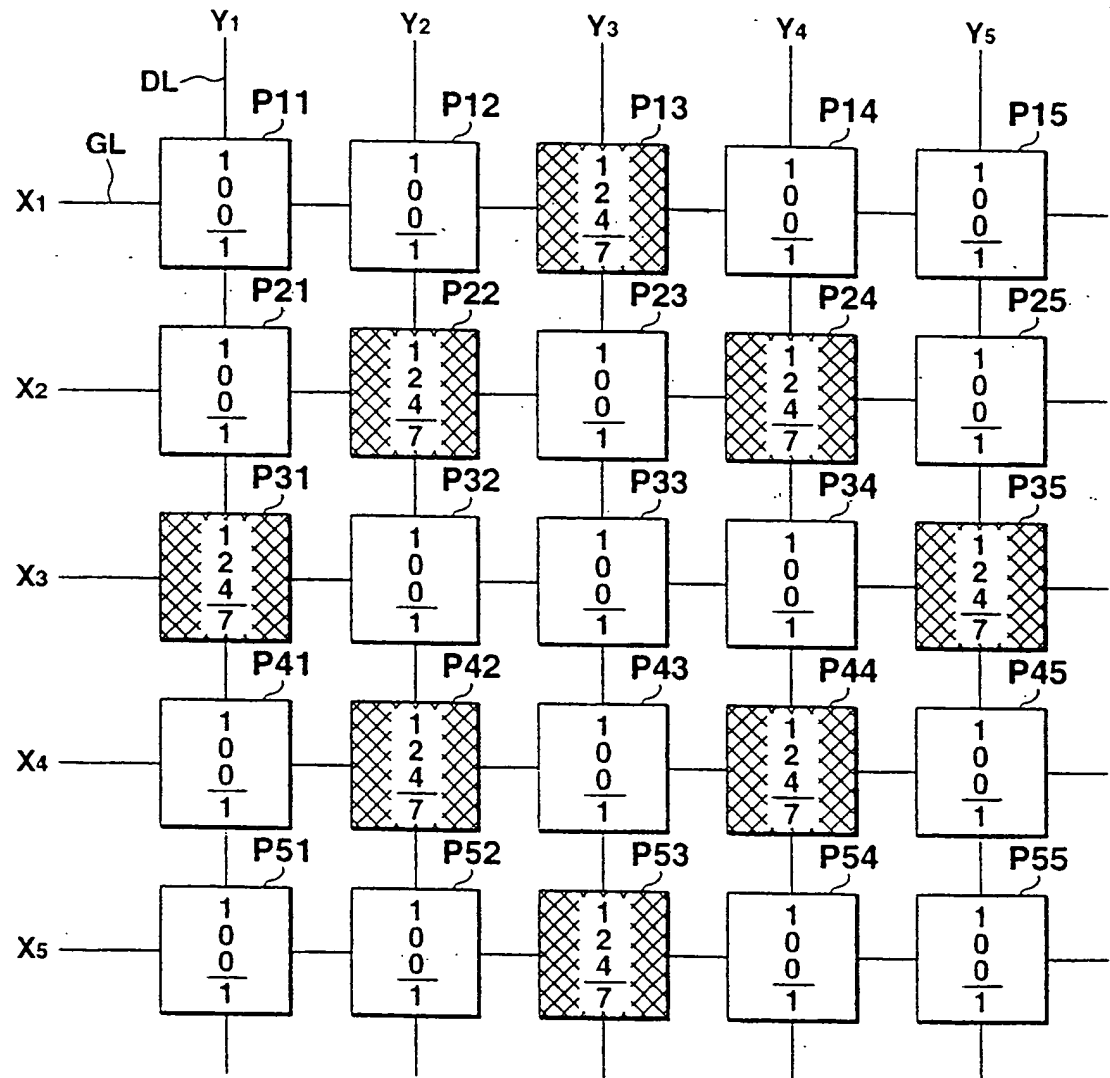 Y1 Y2 Y3 Y4 Y5
DL
P11 P12 P13 P14 P15
GL
X1
1 1 1 1 1
0 0 2 0 0
0 0 4 0 0
1 1 7 1 1
P21 P22 P23 P24 P25
X2
1 1 1 1 1
0 2 0 2 0
0 4 0 4 0
1 7 1 7 1
P31 P32 P33 P34 P35
X3
1 1 1 1 1
2 0 0 0 2
4 0 0 0 4
7 1 1 1 7
P41 P42 P43 P44 P45
X4
1 1 1 1 1
0 2 0 2 0
0 4 0 4 0
1 7 1 7 1
P51 P52 P53 P54 P55
X5
1 1 1 1 1
0 0 2 0 0
0 0 4 0 0
1 1 7 1 1